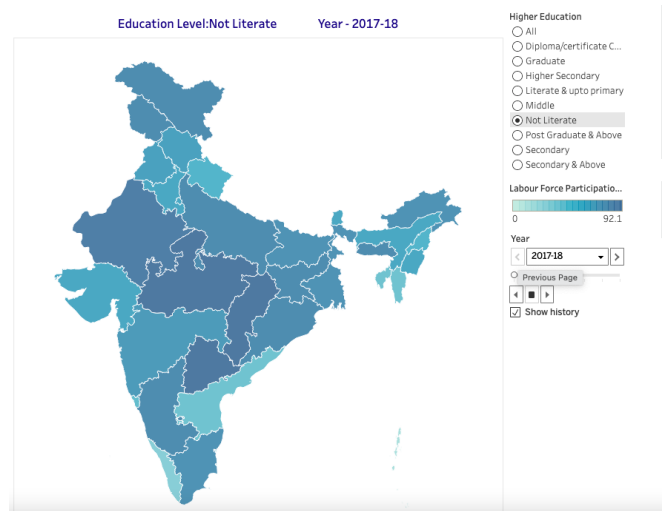 Education Level:Not Literate Year - 2017-18
Higher Education
All
Diploma/certificate C...
Graduate
Higher Secondary
Literate & upto primary
Middle
Not Literate
Post Graduate & Above
Secondary
Secondary & Above
Labour Force Participatio...
0 92.1
Year
2017-18
Previous Page
Show history